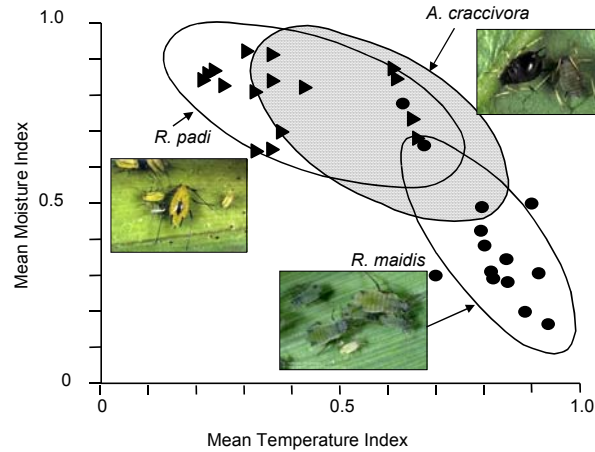 A. craccivora
1.0
R. padi
Mean Moisture Index
0.5
R. maidis
0
0
0.5
1.0
Mean Temperature Index